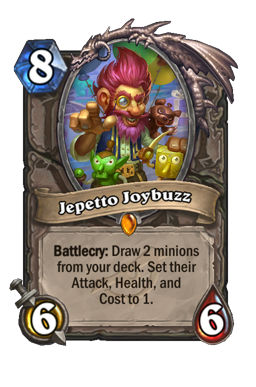 8
Jepetto Joybuzz
Battlecry: Draw 2 minions
from your deck. Set their
Attack, Health, and
Cost to 1.
6 6